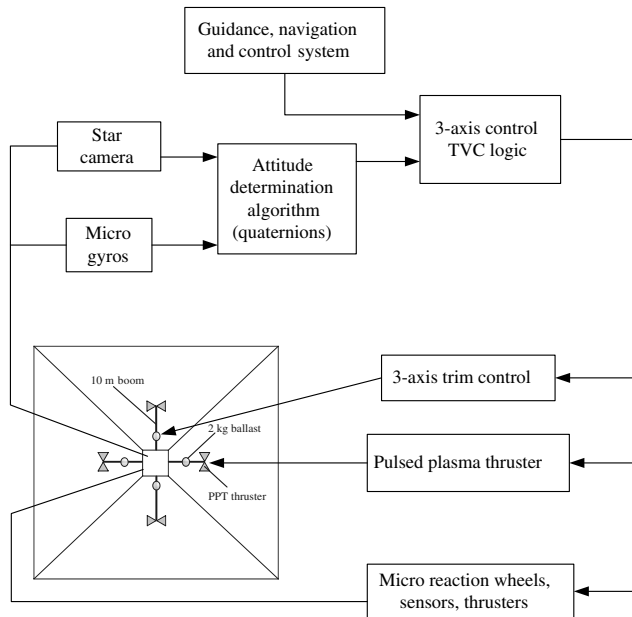 Guidance, navigation
and control system
3-axis control
TVC logic
Star
camera
Attitude
determination
algorithm
(quaternions)
Micro
gyros
10 m boom
3-axis trim control
2 kg ballast
Pulsed plasma thruster
PPT thruster
Micro reaction wheels,
sensors, thrusters